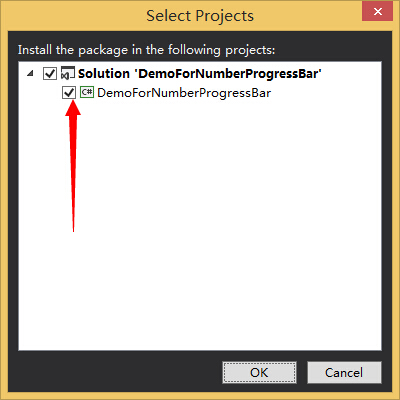 Select Projects
Install the package in the following projects:
Solution 'DemoForNumberProgressBar'
C# DemoForNumberProgressBar
OK Cancel